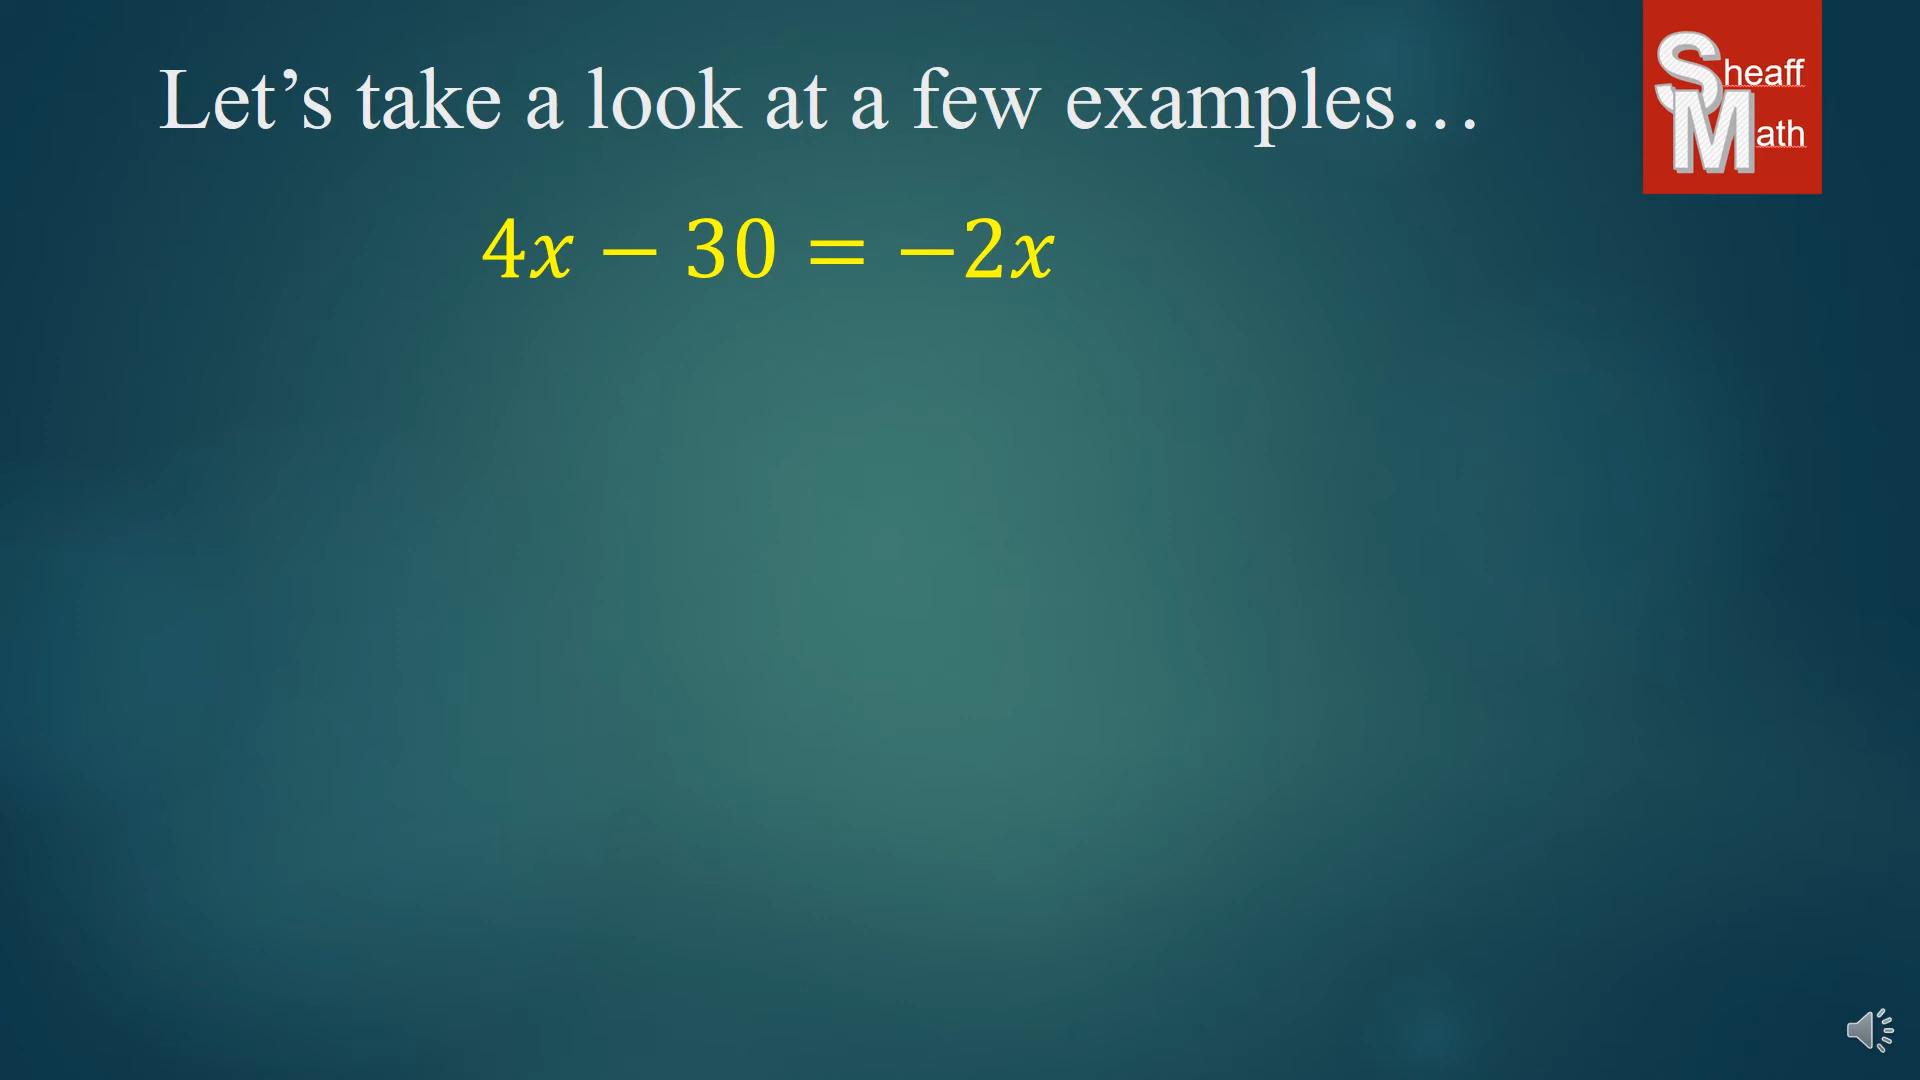 Let’s take a look at a few examples…
Sheaff
Math
4x − 30 = −2x